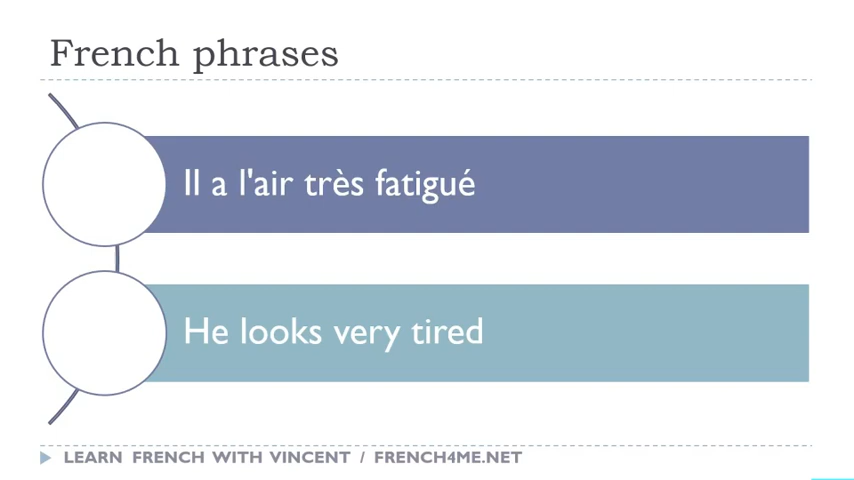 French phrases
Il a l'air très fatigué
He looks very tired
LEARN FRENCH WITH VINCENT / FRENCH4ME.NET